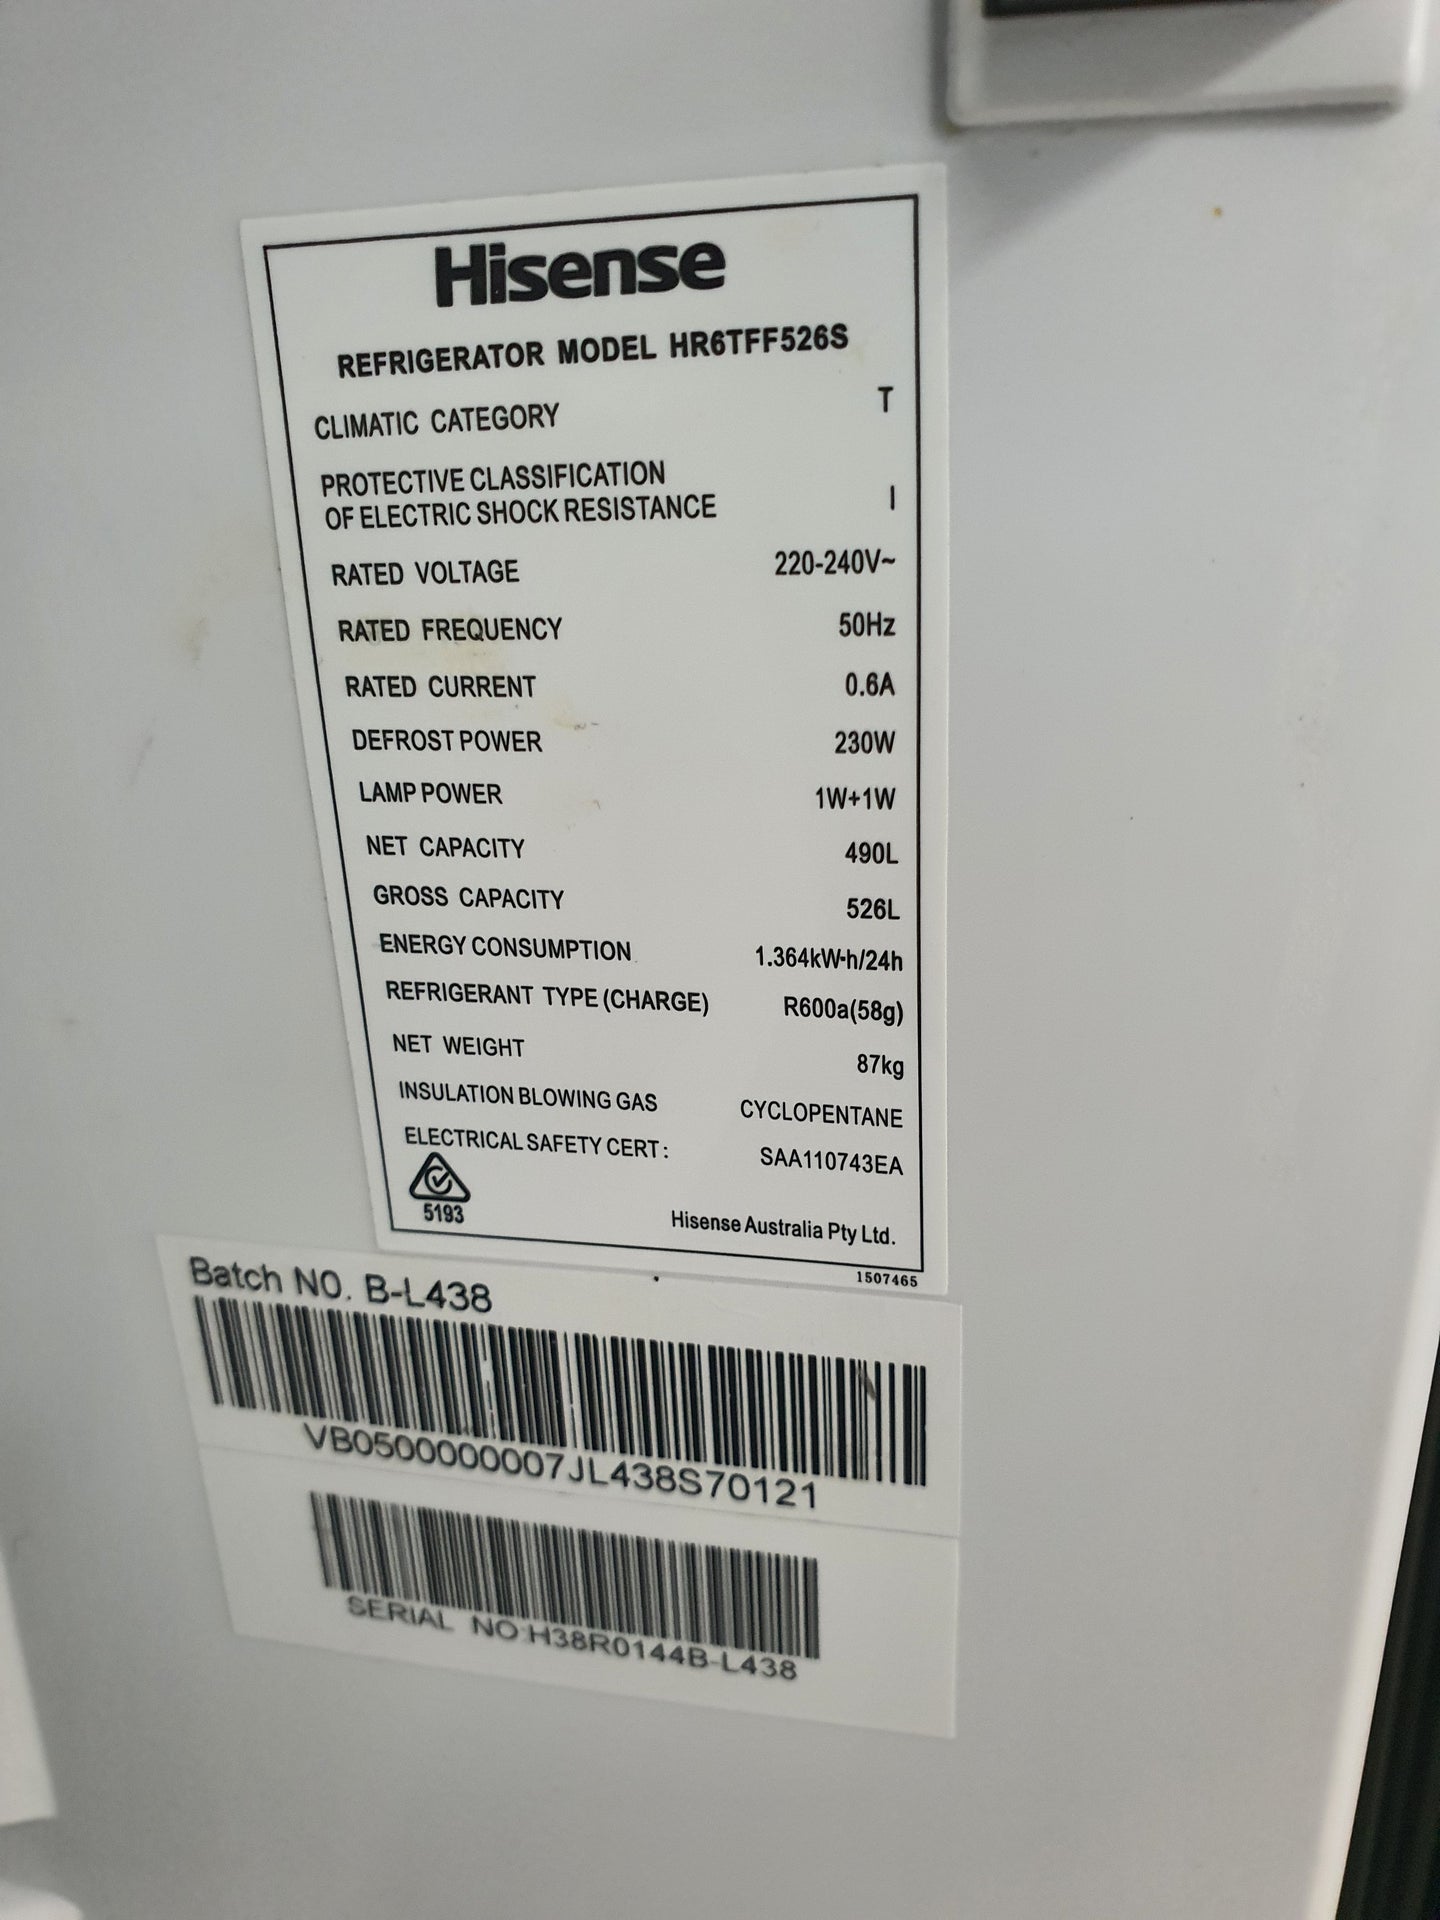 Hisense
REFRIGERATOR MODEL HR6TFF526S
CLIMATIC CATEGORY T
PROTECTIVE CLASSIFICATION
OF ELECTRIC SHOCK RESISTANCE I
RATED VOLTAGE 220-240V~
RATED FREQUENCY 50Hz
RATED CURRENT 0.6A
DEFROST POWER 230W
LAMP POWER 1W+1W
NET CAPACITY 490L
GROSS CAPACITY 526L
ENERGY CONSUMPTION 1.364kW·h/24h
REFRIGERANT TYPE (CHARGE) R600a(58g)
NET WEIGHT 87kg
INSULATION BLOWING GAS CYCLOPENTANE
ELECTRICAL SAFETY CERT: SAA110743EA
5193
Hisense Australia Pty Ltd.
1507465
Batch NO. B-L438
VB0500000007JL438S70121
SERIAL NO:H38R0144B-L438